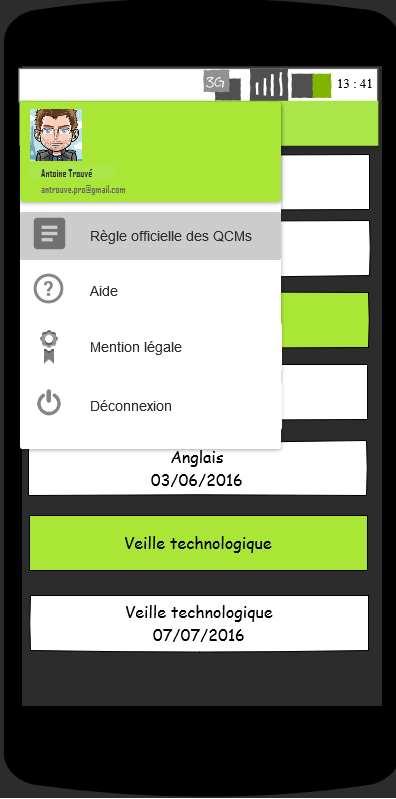 3G
13 : 41
Antoine Trouvé
antrouve.pro@gmail.com
Règle officielle des QCMs
Aide
Mention légale
Déconnexion
Anglais
03/06/2016
Veille technologique
Veille technologique
07/07/2016